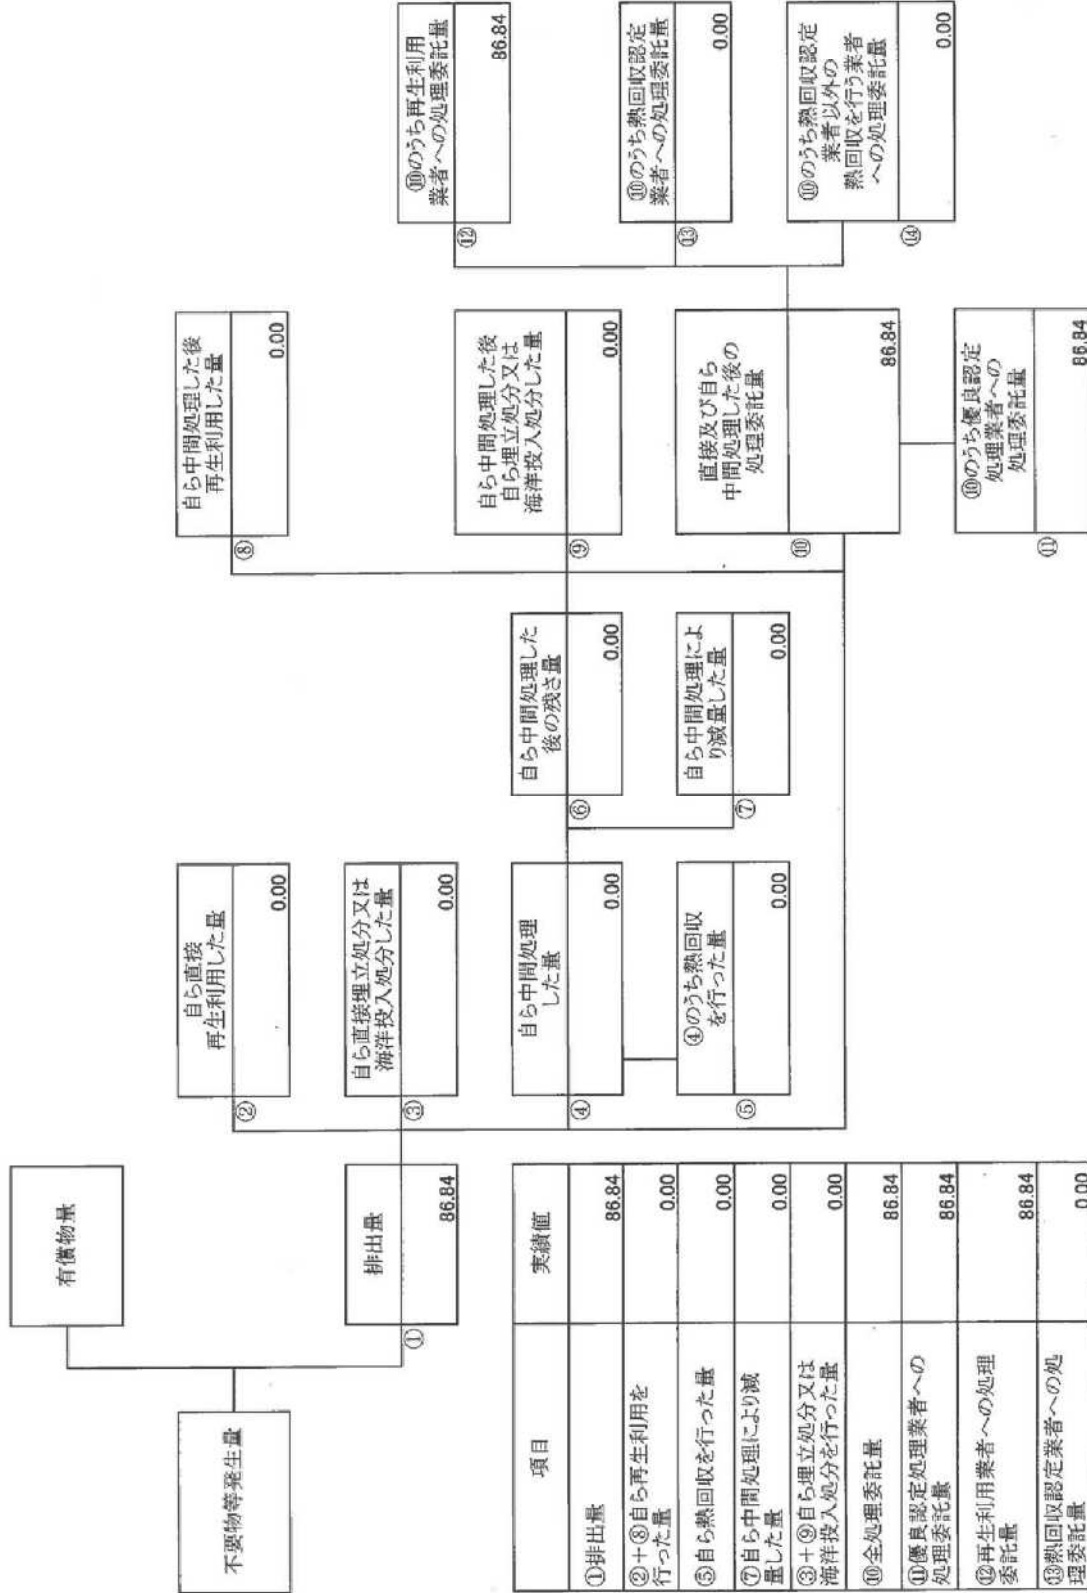 有償物量
不要物等発生量
排出量
①
86.84
自ら直接
再生利用した量
②
0.00
自ら直接埋立処分又は
海洋投入処分した量
③
0.00
自ら中間処理
した量
④
0.00
④のうち熱回収
を行った量
⑤
0.00
自ら中間処理した
後の残さ量
⑥
0.00
自ら中間処理によ
り減量した量
⑦
0.00
自ら中間処理した後
再生利用した量
⑧
0.00
自ら中間処理した後
自ら埋立処分又は
海洋投入処分した量
⑨
0.00
直接及び自ら
中間処理した後の
処理委託量
⑩
86.84
⑩のうち優良認定
処理業者への
処理委託量
⑪
86.84
⑩のうち再生利用
業者への処理委託量
⑫
86.84
⑩のうち熱回収認定
業者への処理委託量
⑬
0.00
⑩のうち熱回収認定
業者以外の
熱回収を行う業者
への処理委託量
⑭
0.00
項目 実績値
①排出量 86.84
②+⑧自ら再生利用を
行った量 0.00
⑤自ら熱回収を行った量 0.00
⑦自ら中間処理により減
量した量 0.00
③+⑨自ら埋立処分又は
海洋投入処分を行った量 0.00
⑩全処理委託量 86.84
⑪優良認定処理業者への
処理委託量 86.84
⑫再生利用業者への処理
委託量 86.84
⑬熱回収認定業者への処
理委託量 0.00